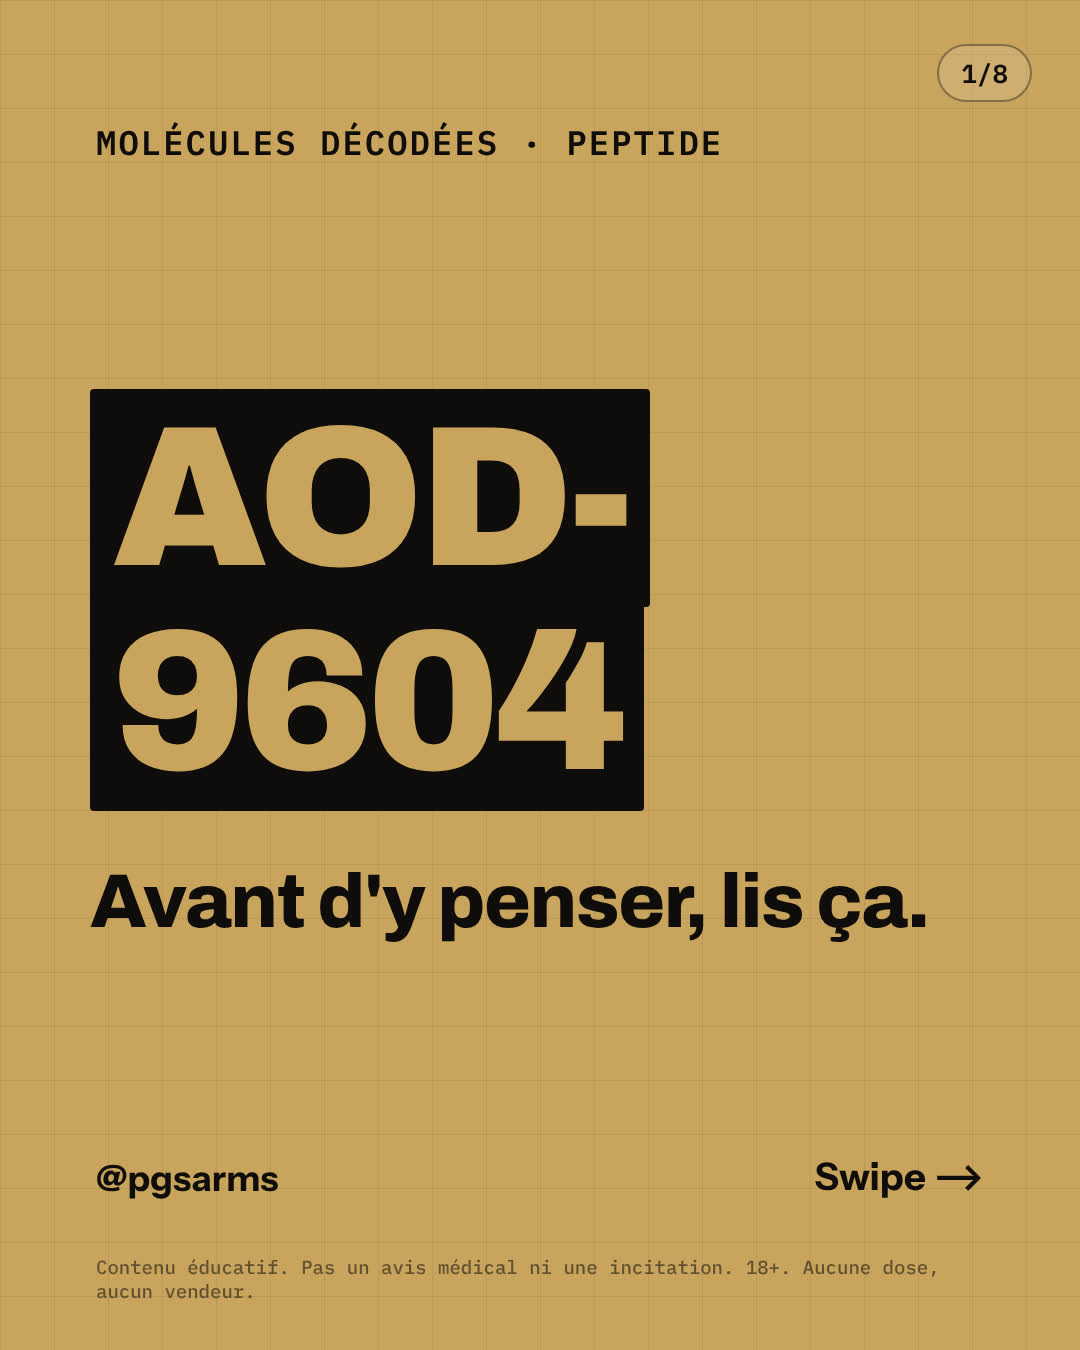 1/8
MOLÉCULES DÉCODÉES · PEPTIDE
AOD-
9604
Avant d'y penser, lis ça.
@pgsarms
Swipe →
Contenu éducatif. Pas un avis médical ni une incitation. 18+. Aucune dose,
aucun vendeur.